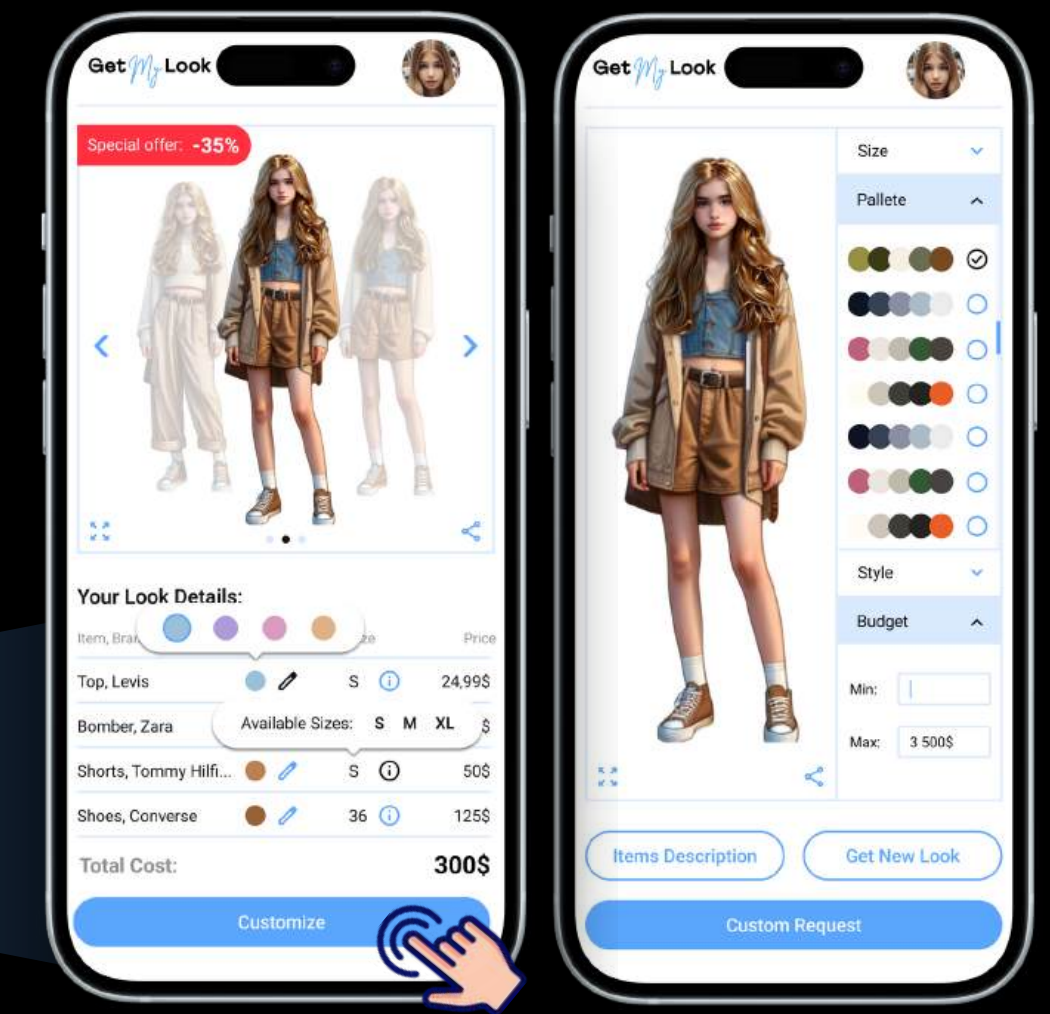 Get My Look
Special offer: -35%
Your Look Details:
Item, Price
Top, Levis S 24,99$
Available Sizes: S M XL
Bomber, Zara $
Shorts, Tommy Hilfi... S 50$
Shoes, Converse 36 125$
Total Cost: 300$
Customize
Get My Look
Size
Pallete
Style
Budget
Min:
Max: 3 500$
Items Description
Get New Look
Custom Request